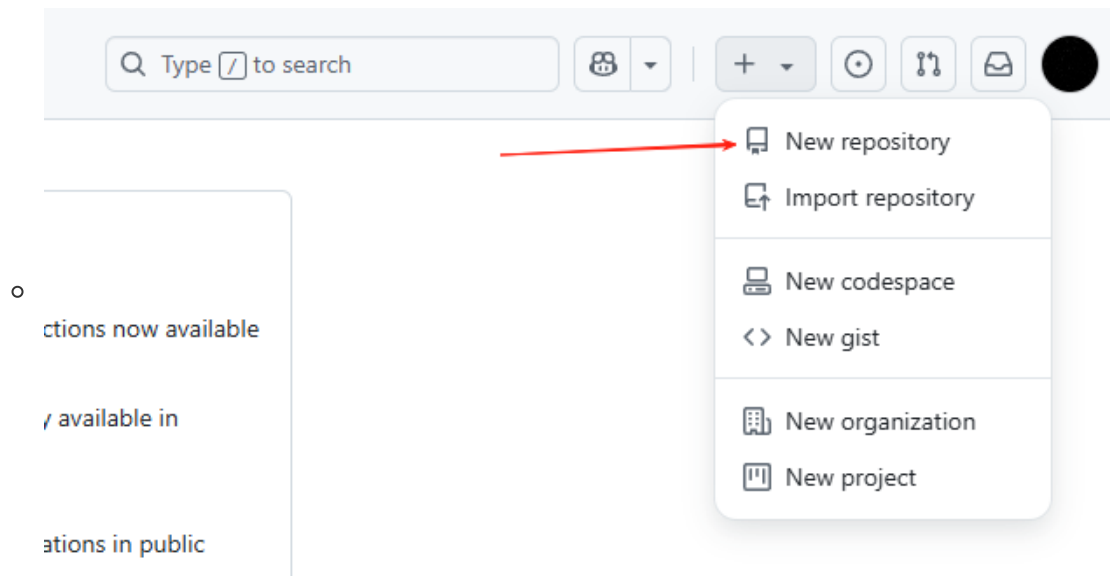 Type / to search
New repository
Import repository
New codespace
New gist
New organization
New project
ctions now available
y available in
ations in public